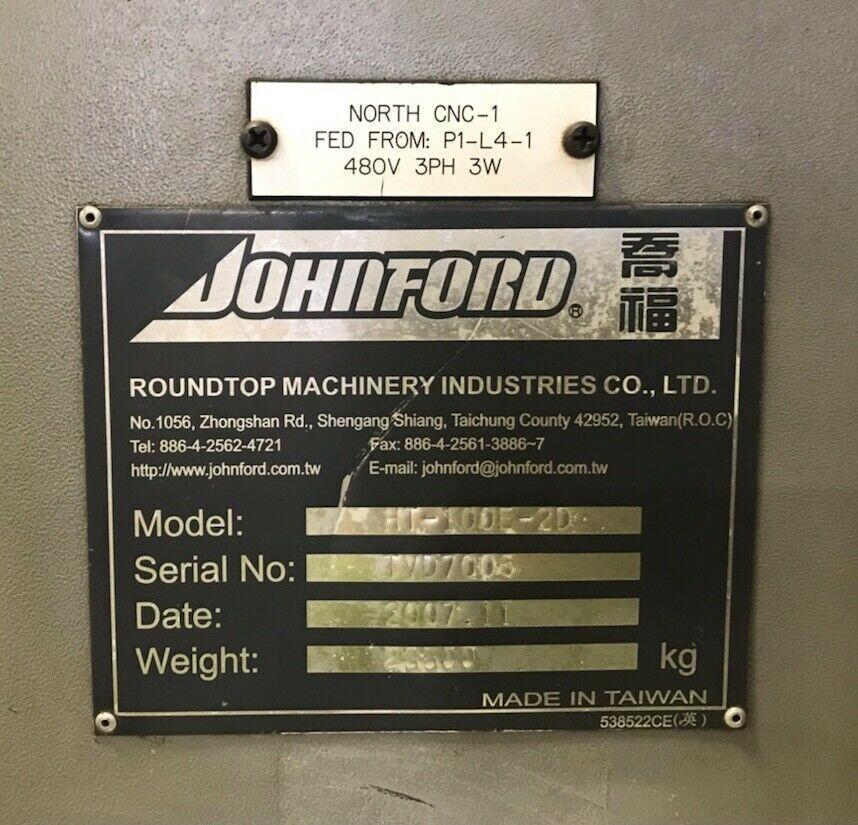 NORTH CNC-1
FED FROM: P1-L4-1
480V 3PH 3W
JOHNFORD® 喬福
ROUNDTOP MACHINERY INDUSTRIES CO., LTD.
No.1056, Zhongshan Rd., Shengang Shiang, Taichung County 42952, Taiwan(R.O.C)
Tel: 886-4-2562-4721 Fax: 886-4-2561-3886~7
http://www.johnford.com.tw E-mail: johnford@johnford.com.tw
Model:
Serial No:
Date: 2007.11
Weight: kg
MADE IN TAIWAN
538522CE(英)